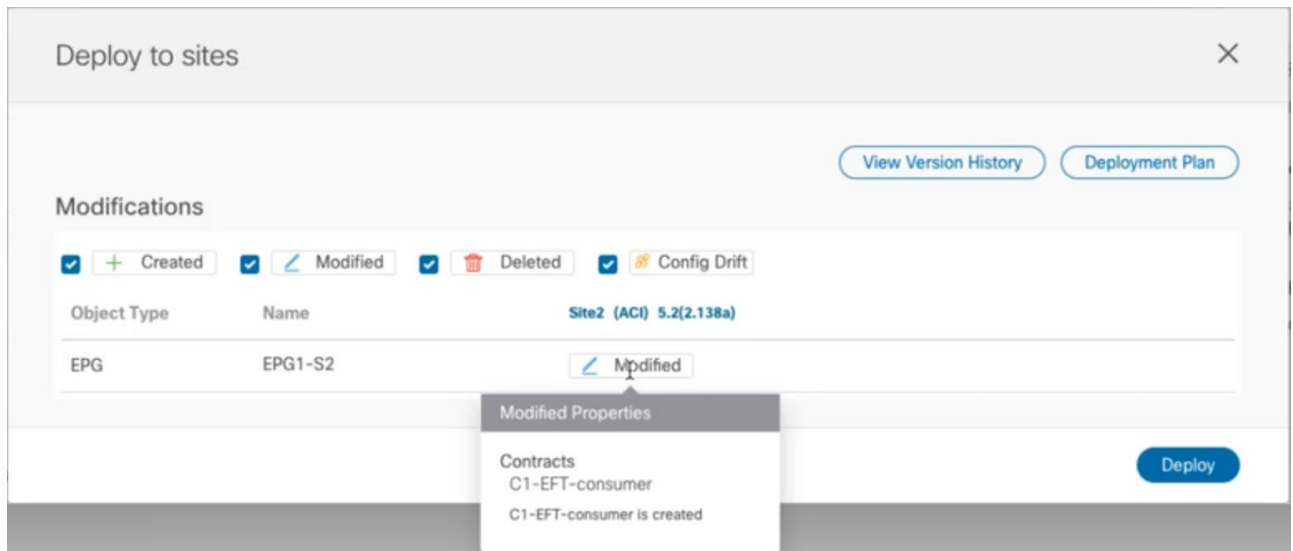 Deploy to sites
View Version History
Deployment Plan
Modifications
Created
Modified
Deleted
Config Drift
Object Type
Name
Site2 (ACI) 5.2(2.138a)
EPG
EPG1-S2
Modified
Modified Properties
Contracts
C1-EFT-consumer
C1-EFT-consumer is created
Deploy